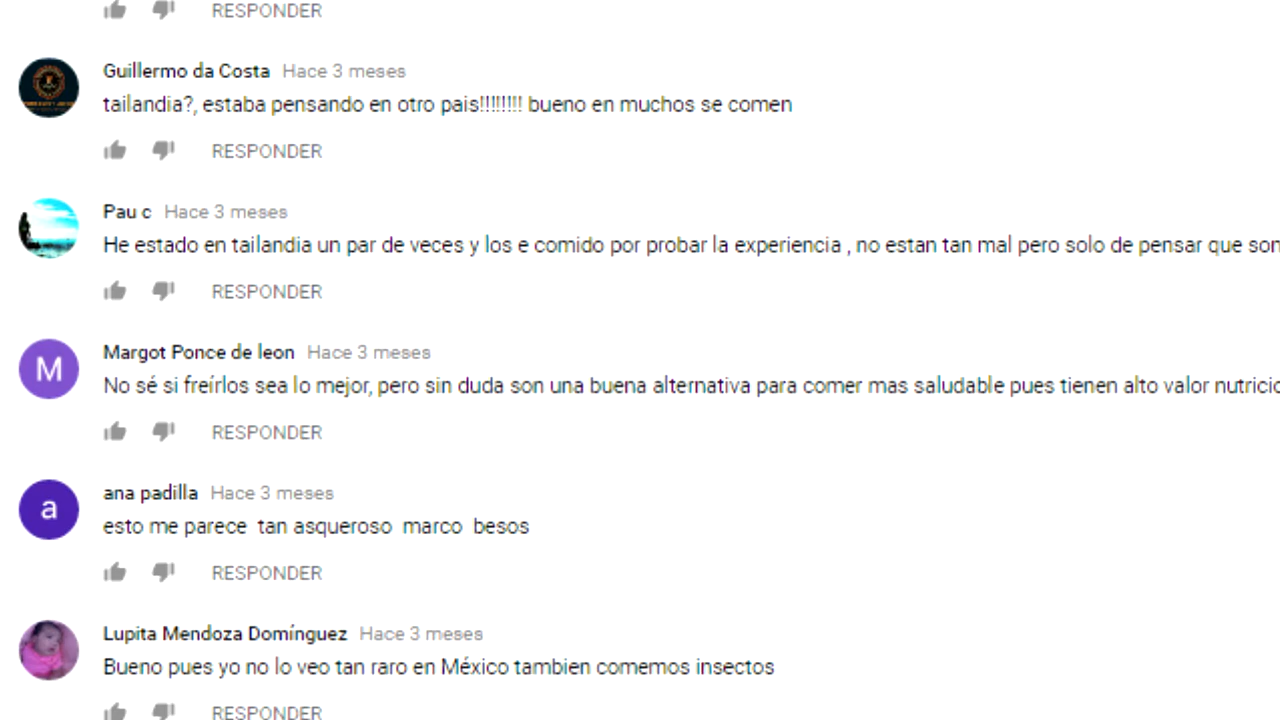 RESPONDER
Guillermo da Costa Hace 3 meses
tailandia?, estaba pensando en otro pais!!!!!!!! bueno en muchos se comen
RESPONDER
Pau c Hace 3 meses
He estado en tailandia un par de veces y los e comido por probar la experiencia , no estan tan mal pero solo de pensar que son
RESPONDER
Margot Ponce de leon Hace 3 meses
No sé si freírlos sea lo mejor, pero sin duda son una buena alternativa para comer mas saludable pues tienen alto valor
RESPONDER
ana padilla Hace 3 meses
esto me parece tan asqueroso marco besos
RESPONDER
Lupita Mendoza Domínguez Hace 3 meses
Bueno pues yo no lo veo tan raro en México tambien comemos insectos
RESPONDER